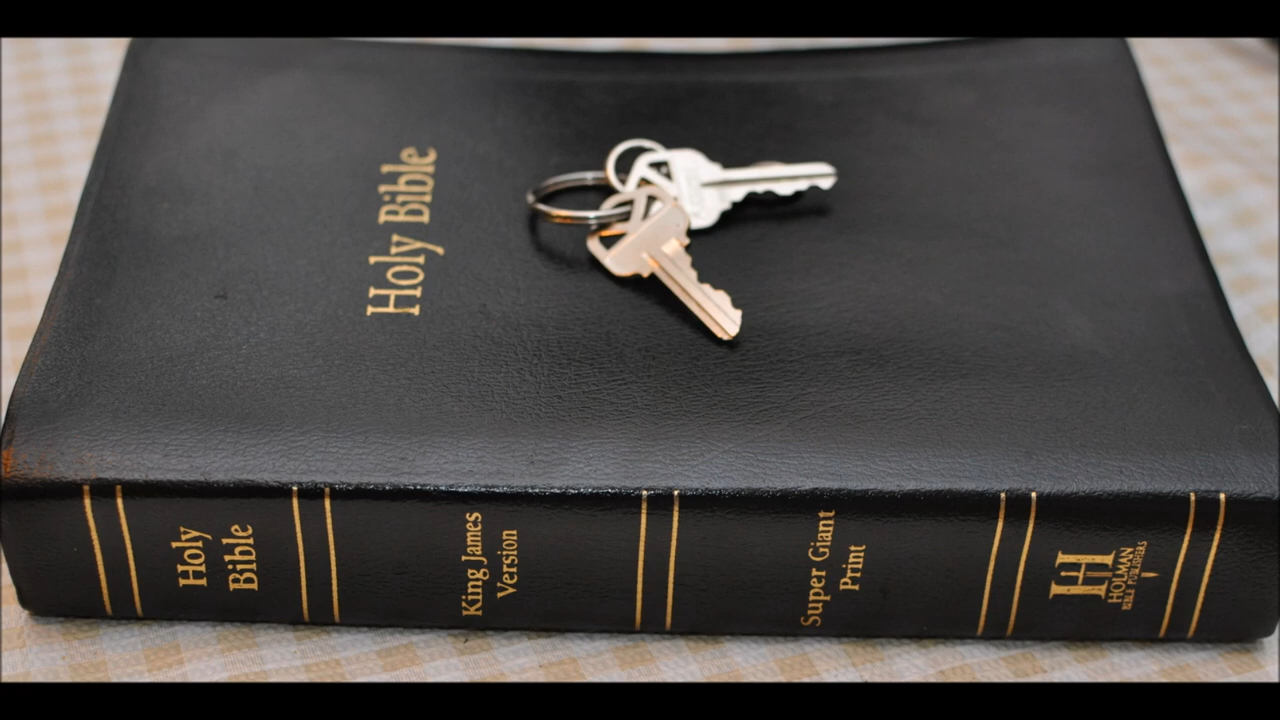 Holy Bible
Holy
Bible
King James
Version
Super Giant
Print
HOLMAN
BIBLE PUBLISHERS